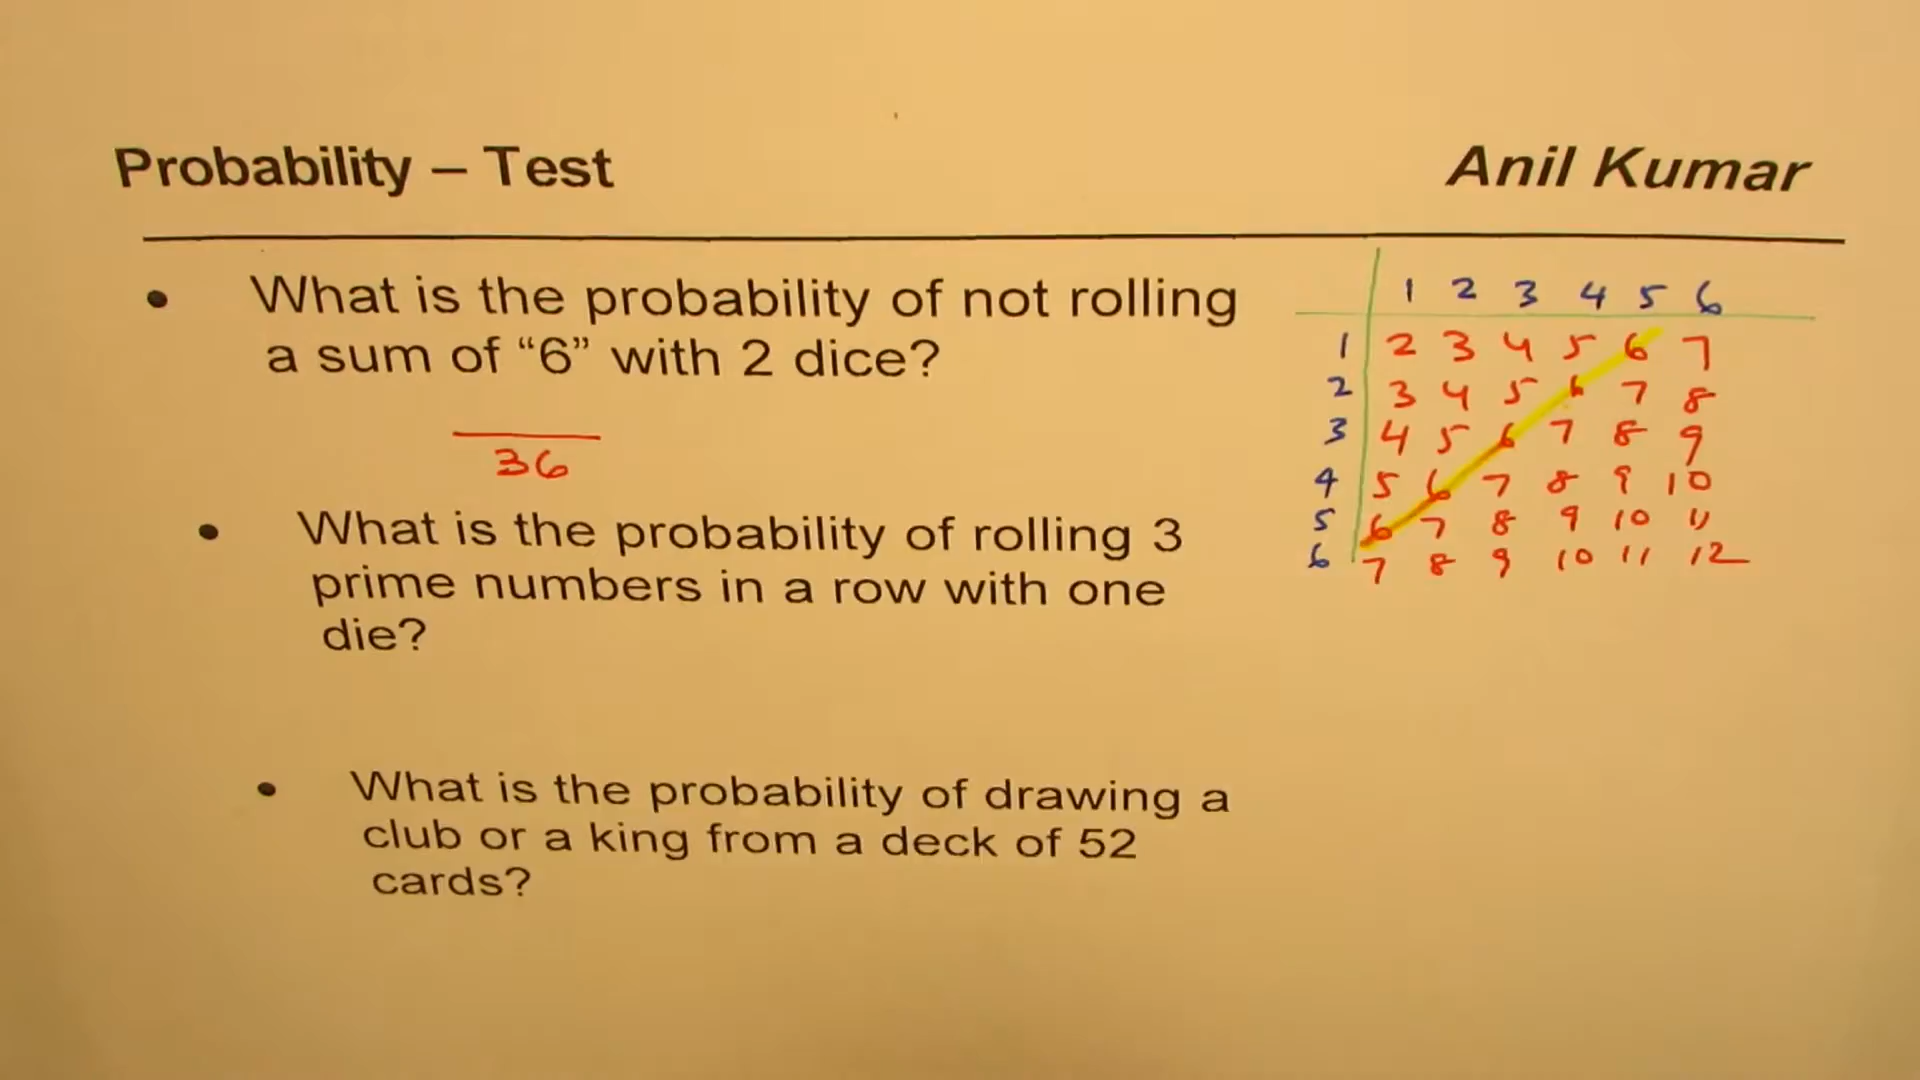 Probability – Test Anil Kumar
• What is the probability of not rolling
a sum of “6” with 2 dice?
36
• What is the probability of rolling 3
prime numbers in a row with one
die?
• What is the probability of drawing a
club or a king from a deck of 52
cards?
1 2 3 4 5 6
1 2 3 4 5 6 7
2 3 4 5 6 7 8
3 4 5 6 7 8 9
4 5 6 7 8 9 10
5 6 7 8 9 10 11
6 7 8 9 10 11 12